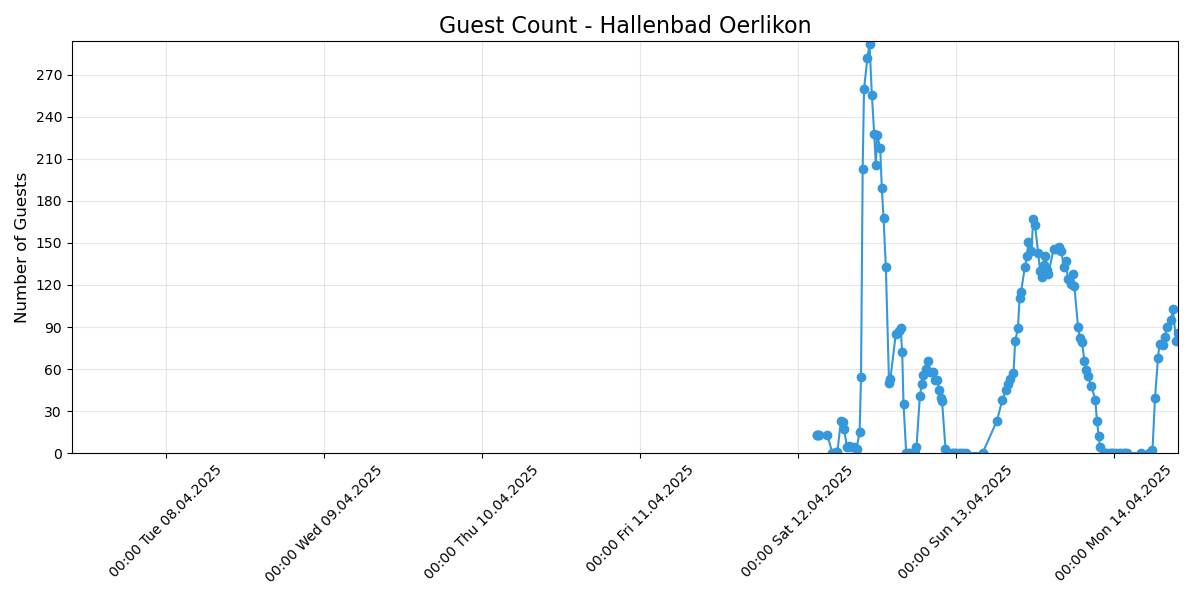 Guest Count - Hallenbad Oerlikon
Number of Guests
270
240
210
180
150
120
90
60
30
0
00:00 Tue 08.04.2025
00:00 Wed 09.04.2025
00:00 Thu 10.04.2025
00:00 Fri 11.04.2025
00:00 Sat 12.04.2025
00:00 Sun 13.04.2025
00:00 Mon 14.04.2025